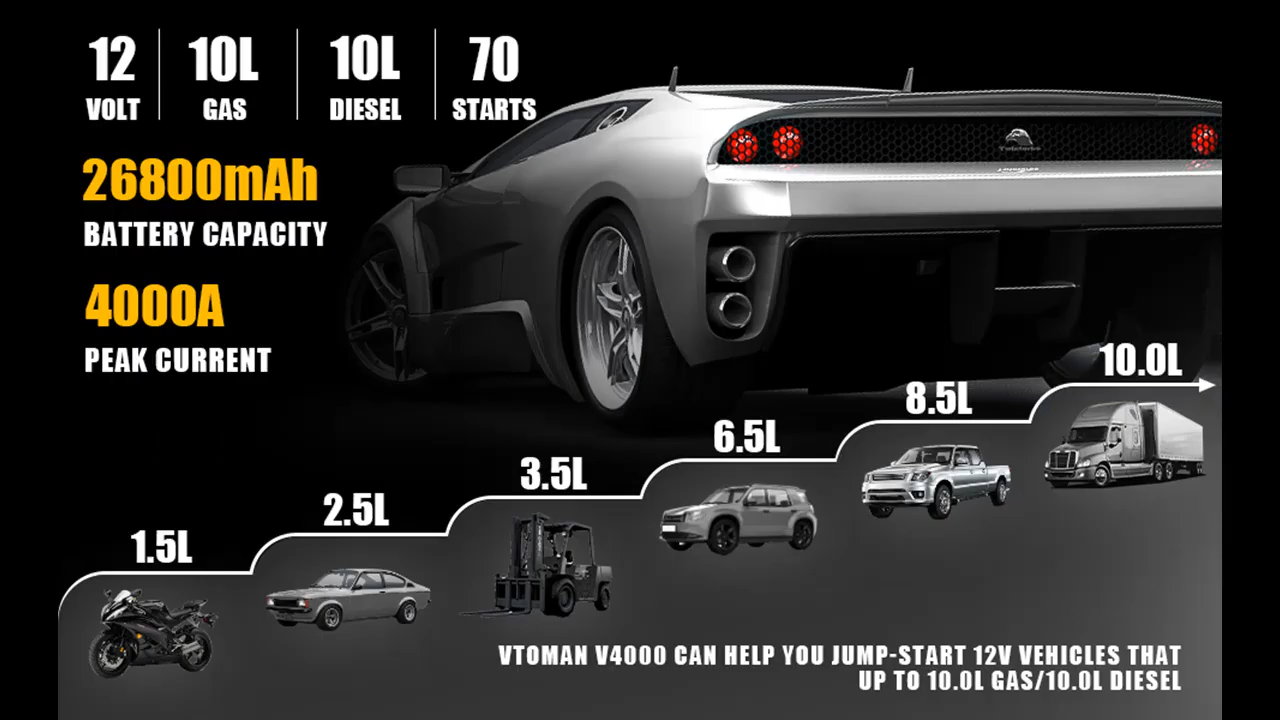 12
VOLT
10L
GAS
10L
DIESEL
70
STARTS
26800mAh
BATTERY CAPACITY
4000A
PEAK CURRENT
10.0L
8.5L
6.5L
3.5L
2.5L
1.5L
VTOMAN V4000 CAN HELP YOU JUMP-START 12V VEHICLES THAT
UP TO 10.0L GAS/10.0L DIESEL